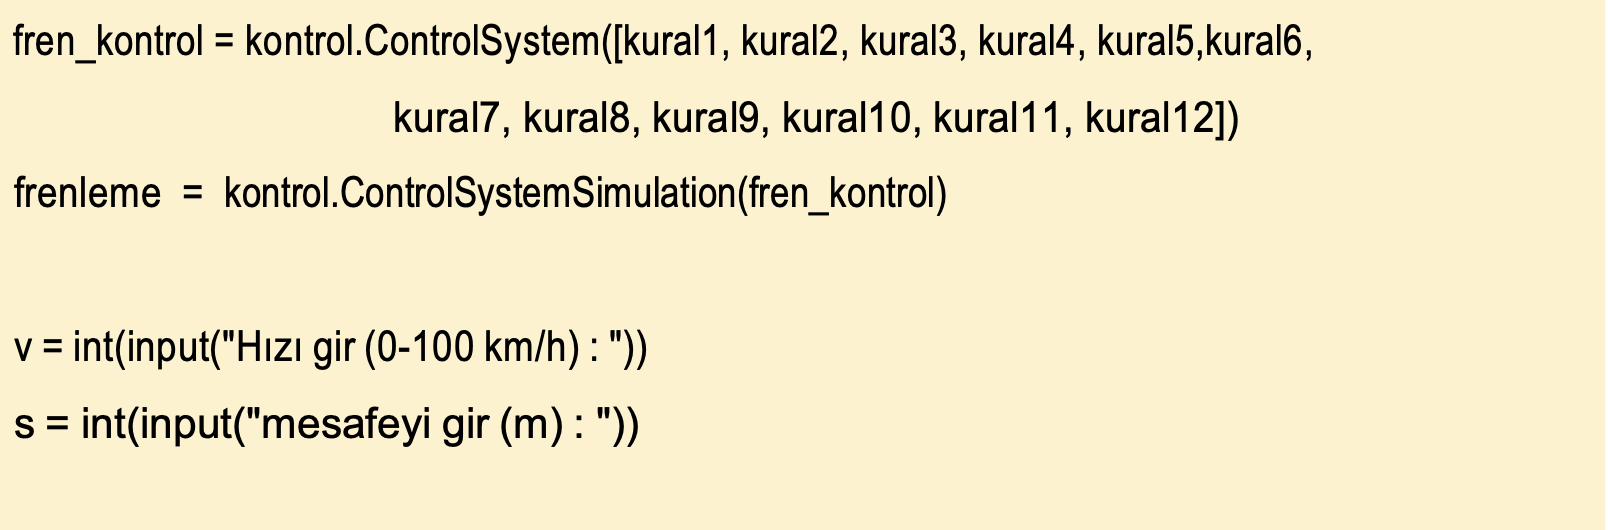 fren_kontrol = kontrol.ControlSystem([kural1, kural2, kural3, kural4, kural5,kural6,
kural7, kural8, kural9, kural10, kural11, kural12])
frenleme = kontrol.ControlSystemSimulation(fren_kontrol)
v = int(input("Hızı gir (0-100 km/h) : "))
s = int(input("mesafeyi gir (m) : "))